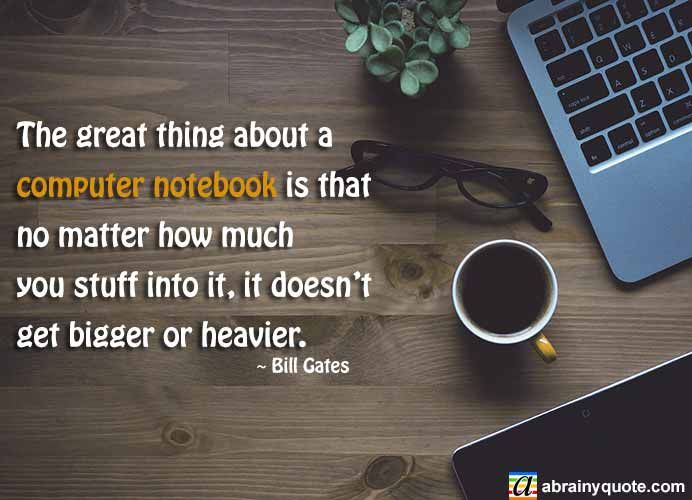 The great thing about a
computer notebook is that
no matter how much
you stuff into it, it doesn't
get bigger or heavier.
~ Bill Gates
a abrainyquote.com